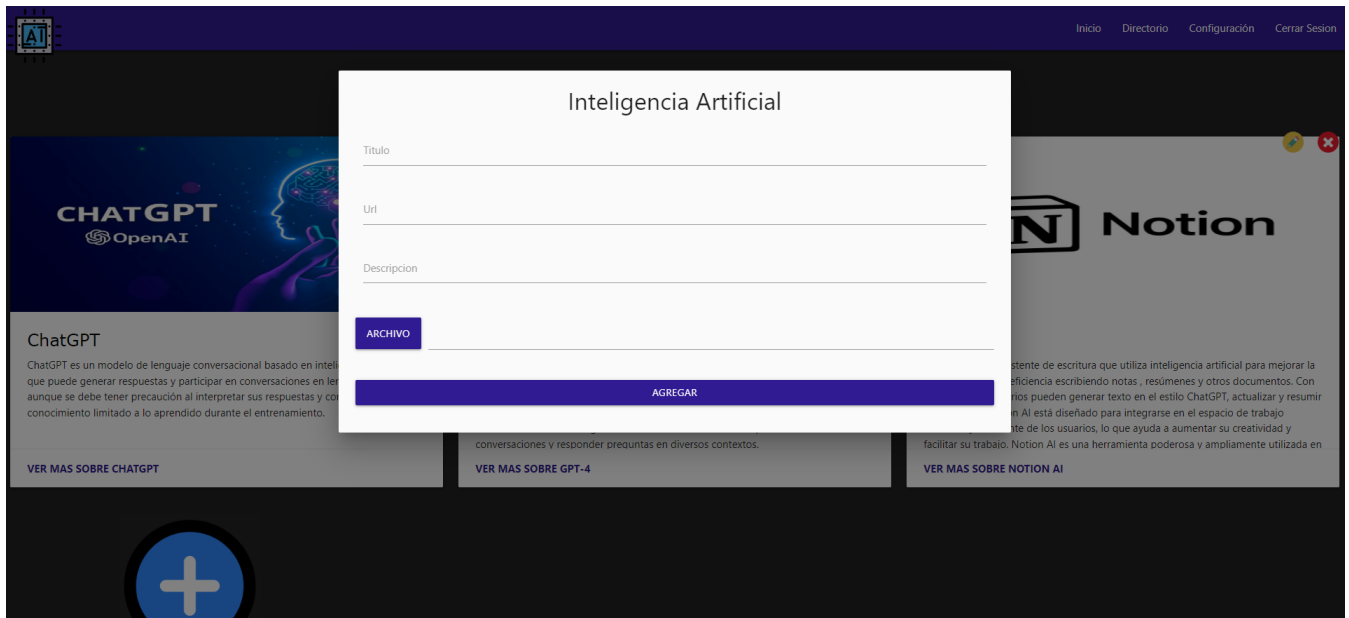 AI
Inicio Directorio Configuración Cerrar Sesion
Inteligencia Artificial
Titulo
Url
Descripcion
ARCHIVO
AGREGAR
CHATGPT
OpenAI
ChatGPT
ChatGPT es un modelo de lenguaje conversacional basado en
que puede generar respuestas y participar en conversaciones en
aunque se debe tener precaución al interpretar sus respuestas y
conocimiento limitado a lo aprendido durante el entrenamiento.
VER MAS SOBRE CHATGPT
conversaciones y responder preguntas en diversos contextos.
VER MAS SOBRE GPT-4
N Notion
de escritura que utiliza inteligencia artificial para mejorar la
eficiencia escribiendo notas , resúmenes y otros documentos. Con
pueden generar texto en el estilo ChatGPT, actualizar y resumir
AI está diseñado para integrarse en el espacio de trabajo
de los usuarios, lo que ayuda a aumentar su creatividad y
facilitar su trabajo. Notion AI es una herramienta poderosa y ampliamente utilizada en
VER MAS SOBRE NOTION AI